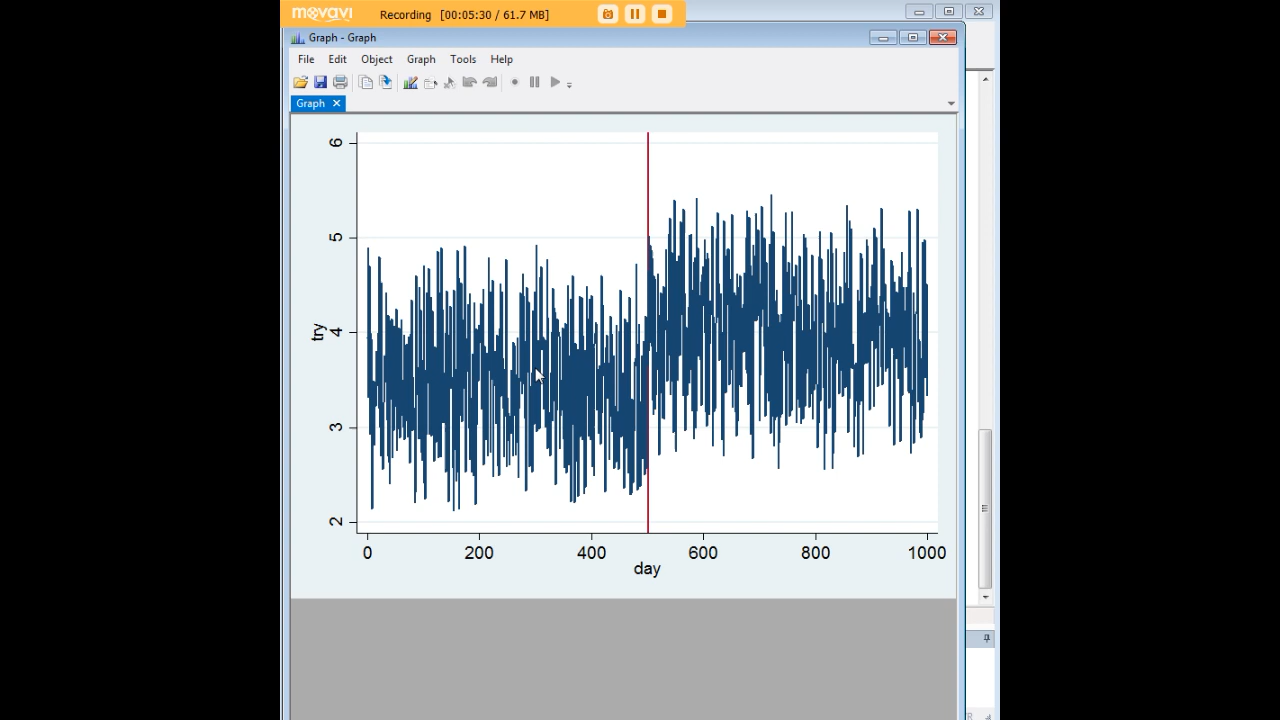 movavi Recording [00:05:30 / 61.7 MB]
Graph - Graph
File Edit Object Graph Tools Help
Graph
6
5
4
3
2
try
0 200 400 600 800 1000
day